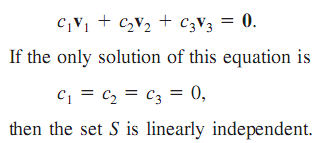 c₁v₁ + c₂v₂ + c₃v₃ = 0.
If the only solution of this equation is
c₁ = c₂ = c₃ = 0,
then the set S is linearly independent.